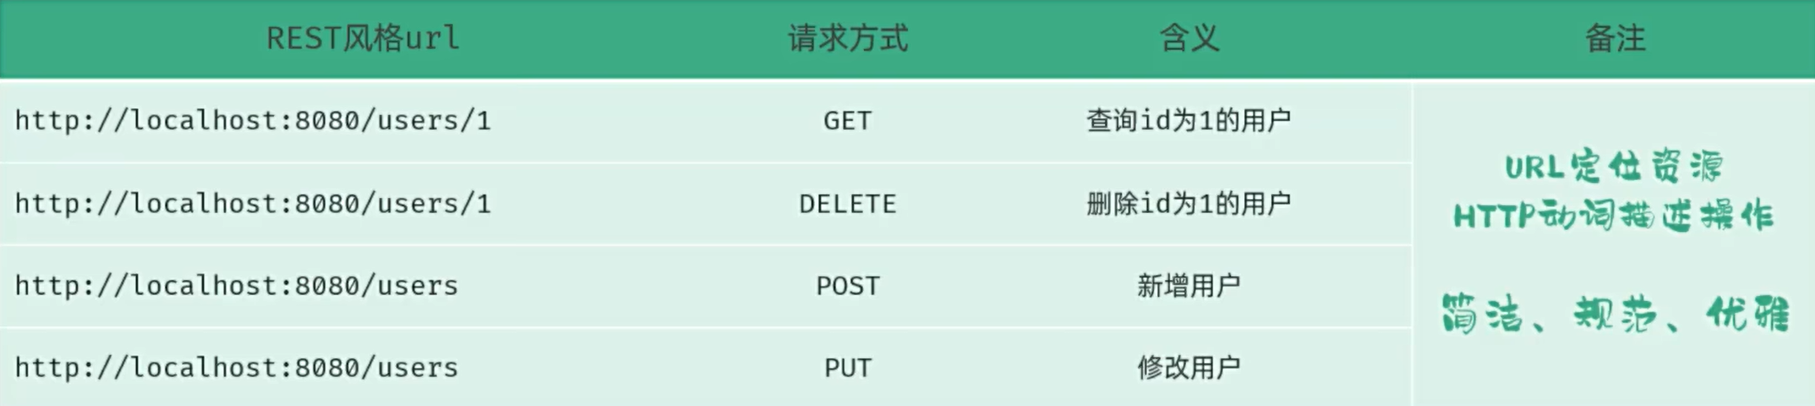 REST风格url 请求方式 含义 备注
http://localhost:8080/users/1 GET 查询id为1的用户
http://localhost:8080/users/1 DELETE 删除id为1的用户
http://localhost:8080/users POST 新增用户
http://localhost:8080/users PUT 修改用户
URL定位资源
HTTP动词描述操作
简洁、规范、优雅